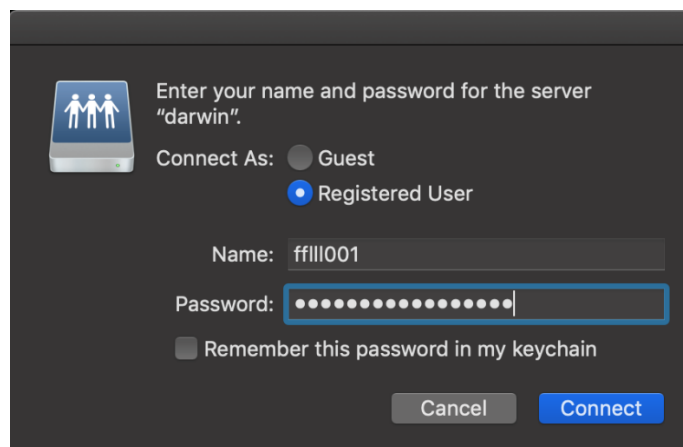 Enter your name and password for the server
“darwin”.
Connect As: Guest
Registered User
Name: fflll001
Password: •••••••••••••••••
Remember this password in my keychain
Cancel Connect